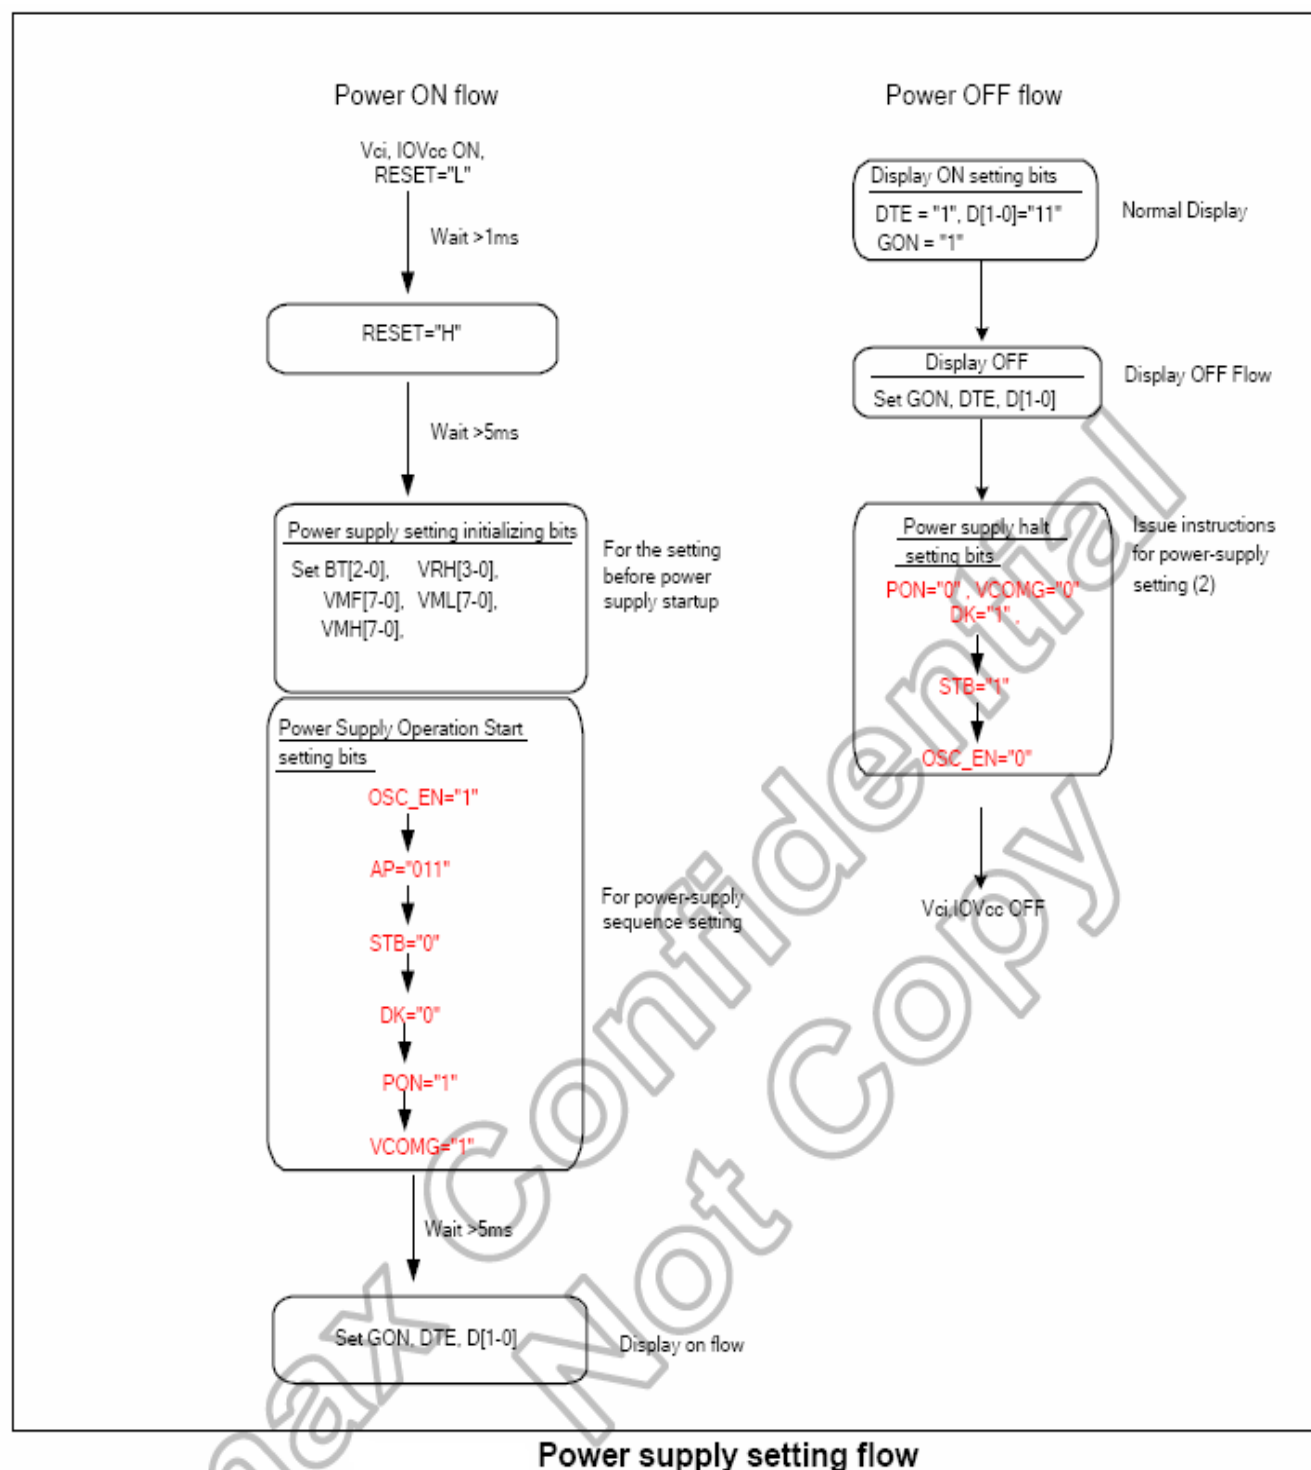 Power ON flow
Vci, IOVcc ON,
RESET="L"
Wait >1ms
RESET="H"
Wait >5ms
Power supply setting initializing bits
Set BT[2-0], VRH[3-0],
VMF[7-0], VML[7-0],
VMH[7-0],
For the setting
before power
supply startup
Power Supply Operation Start
setting bits
OSC_EN="1"
AP="011"
STB="0"
DK="0"
PON="1"
VCOMG="1"
For power-supply
sequence setting
Wait >5ms
Set GON, DTE, D[1-0]
Display on flow
Power OFF flow
Display ON setting bits
DTE = "1", D[1-0]="11"
GON = "1"
Normal Display
Display OFF
Set GON, DTE, D[1-0]
Display OFF Flow
Power supply halt
setting bits
PON="0" , VCOMG="0"
DK="1" ,
STB="1"
OSC_EN="0"
Issue instructions
for power-supply
setting (2)
Vci,IOVcc OFF
max Confidential
Not Copy
Power supply setting flow